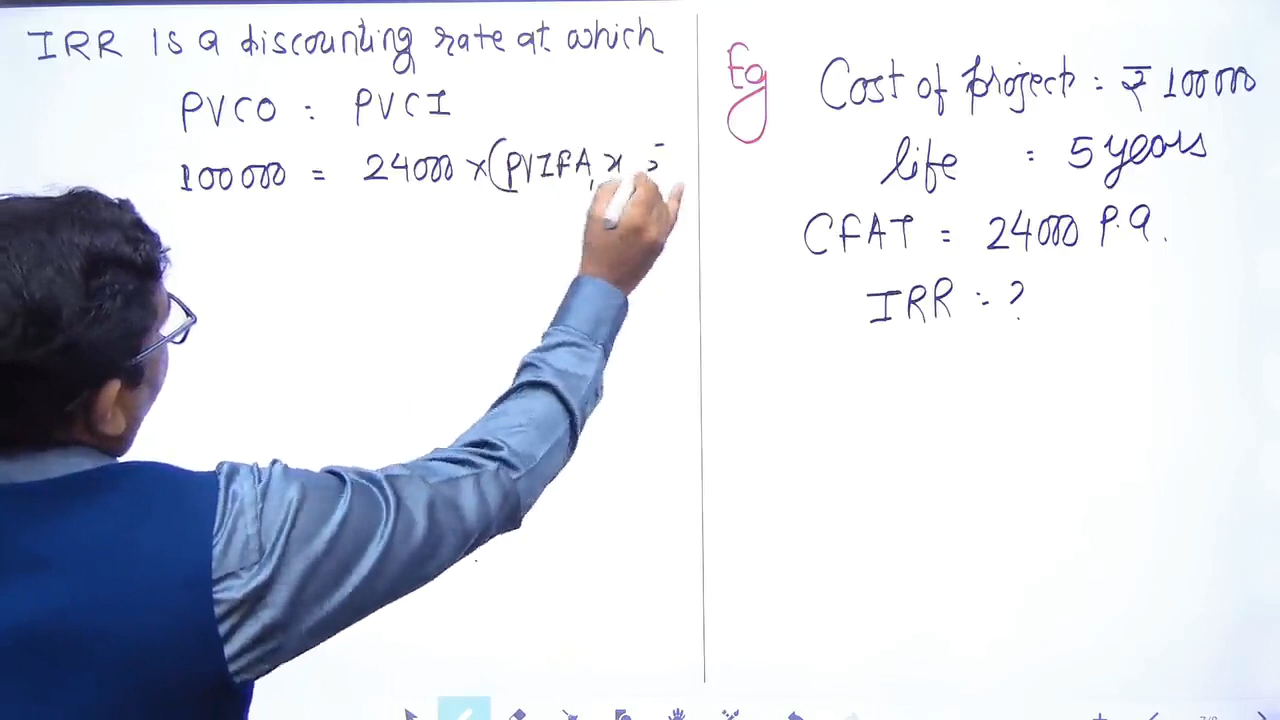 IRR is a discounting rate at which
PVCO = PVCI
100000 = 24000 × (PVIFA, x 5
Eg
Cost of project = ₹ 100000
life = 5 years
CFAT = 24000 P.a.
IRR = ?